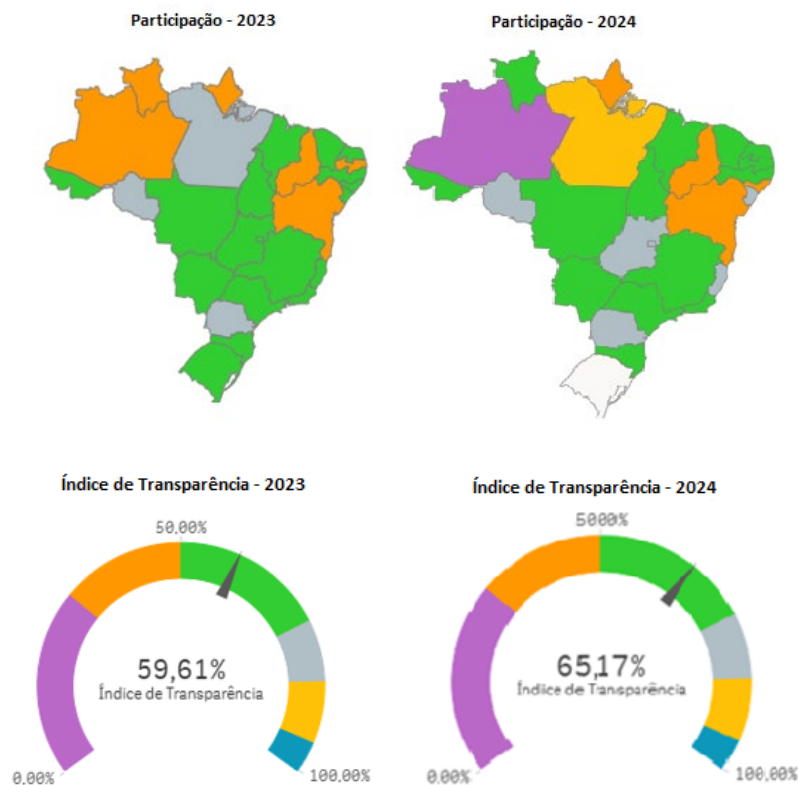 Participação - 2023
Participação - 2024
Índice de Transparência - 2023
Índice de Transparência - 2024
50.00%
59,61%
Índice de Transparência
0.00%
100.00%
5000%
65,17%
Índice de Transparência
0.00%
100.00%